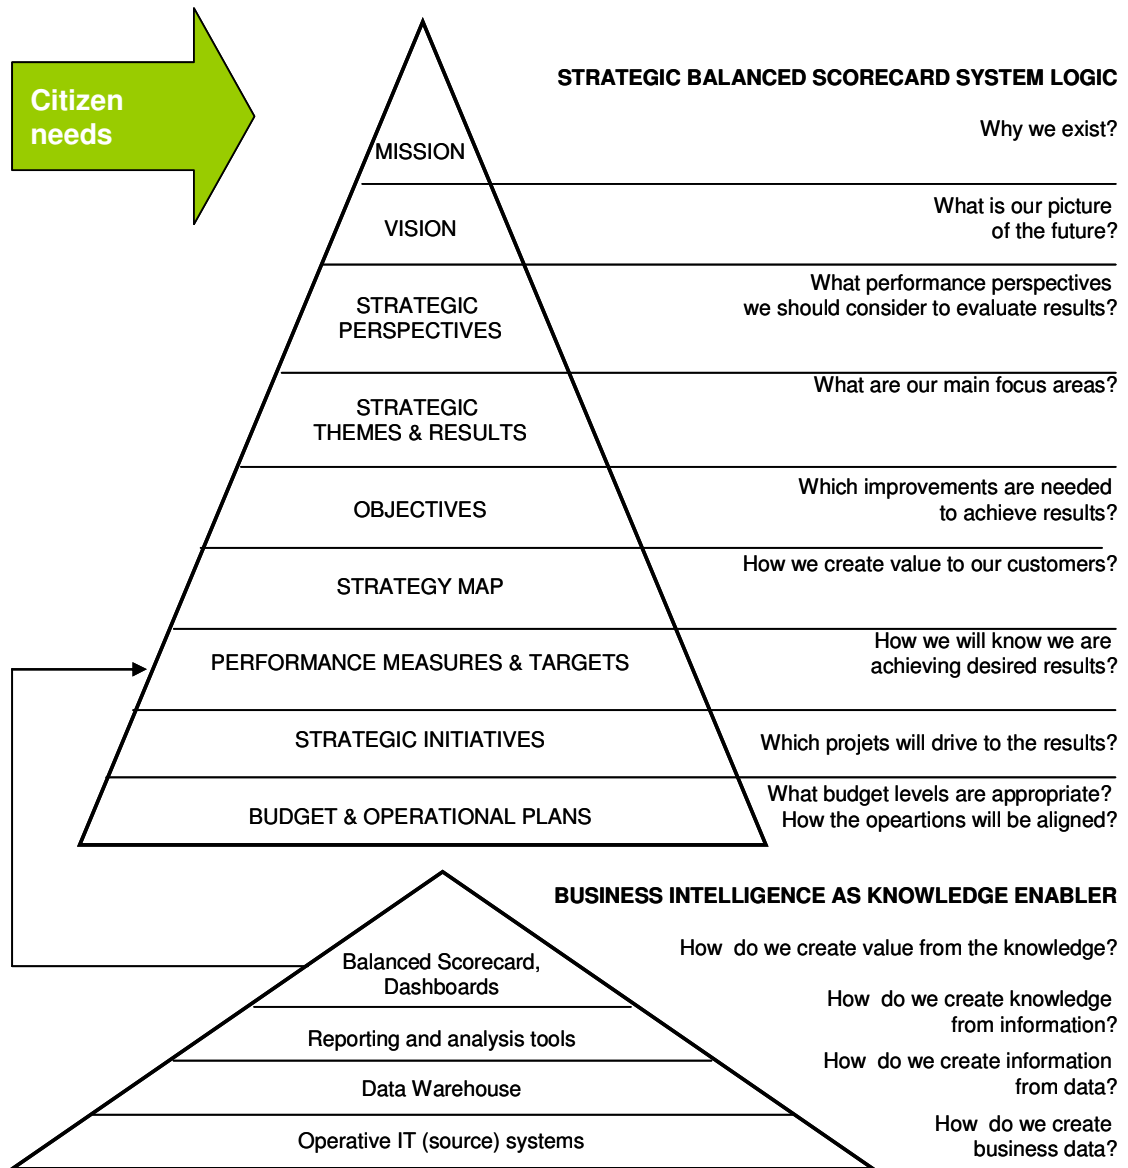 Citizen
needs
STRATEGIC BALANCED SCORECARD SYSTEM LOGIC
MISSION
Why we exist?
VISION
What is our picture
of the future?
STRATEGIC
PERSPECTIVES
What performance perspectives
we should consider to evaluate results?
STRATEGIC
THEMES & RESULTS
What are our main focus areas?
OBJECTIVES
Which improvements are needed
to achieve results?
STRATEGY MAP
How we create value to our customers?
PERFORMANCE MEASURES & TARGETS
How we will know we are
achieving desired results?
STRATEGIC INITIATIVES
Which projets will drive to the results?
BUDGET & OPERATIONAL PLANS
What budget levels are appropriate?
How the opeartions will be aligned?
BUSINESS INTELLIGENCE AS KNOWLEDGE ENABLER
Balanced Scorecard,
Dashboards
How do we create value from the knowledge?
Reporting and analysis tools
How do we create knowledge
from information?
Data Warehouse
How do we create information
from data?
Operative IT (source) systems
How do we create
business data?